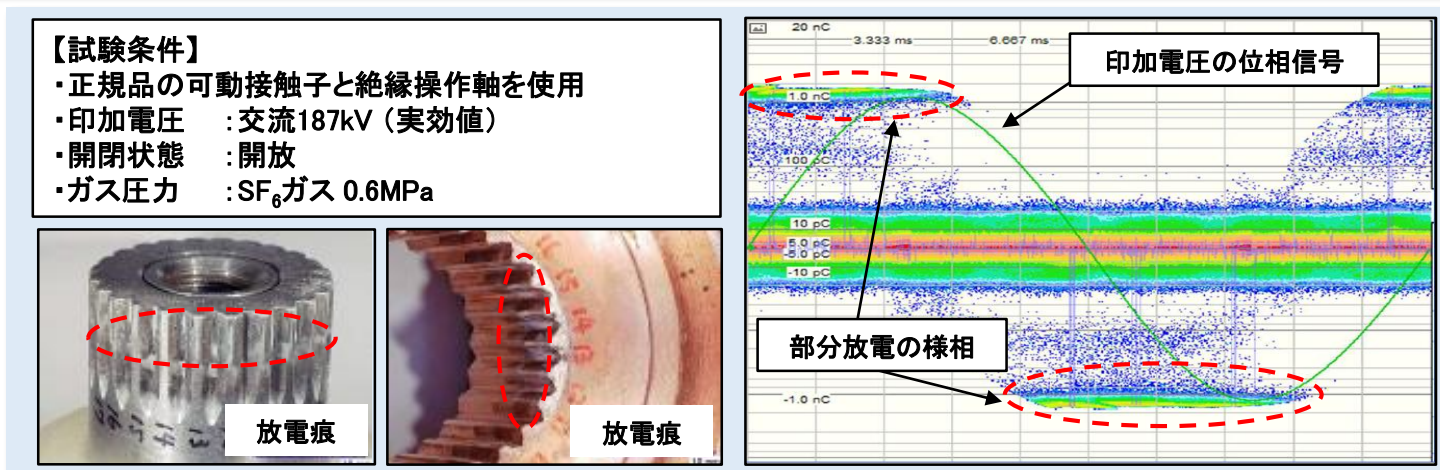 【試験条件】
・正規品の可動接触子と絶縁操作軸を使用
・印加電圧 :交流187kV(実効値)
・開閉状態 :開放
・ガス圧力 :SF₆ガス 0.6MPa
放電痕
放電痕
20 nC
3.333 ms
6.667 ms
印加電圧の位相信号
1.0 nC
100 pC
10 pC
5.0 pC
-5.0 pC
-10 pC
部分放電の様相
-1.0 nC
14
13